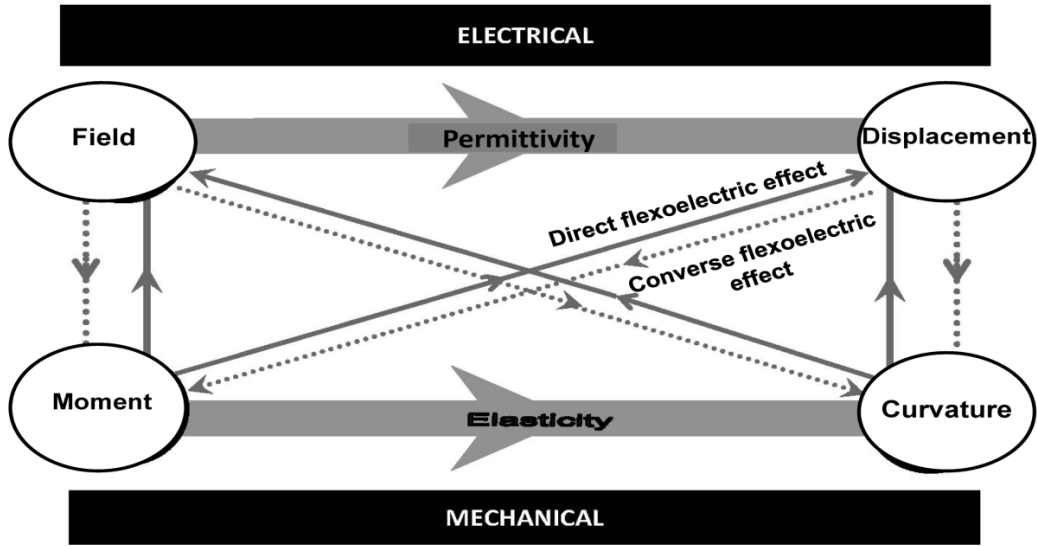 ELECTRICAL
Field
Permittivity
Displacement
Direct flexoelectric effect
Converse flexoelectric
effect
Moment
Elasticity
Curvature
MECHANICAL